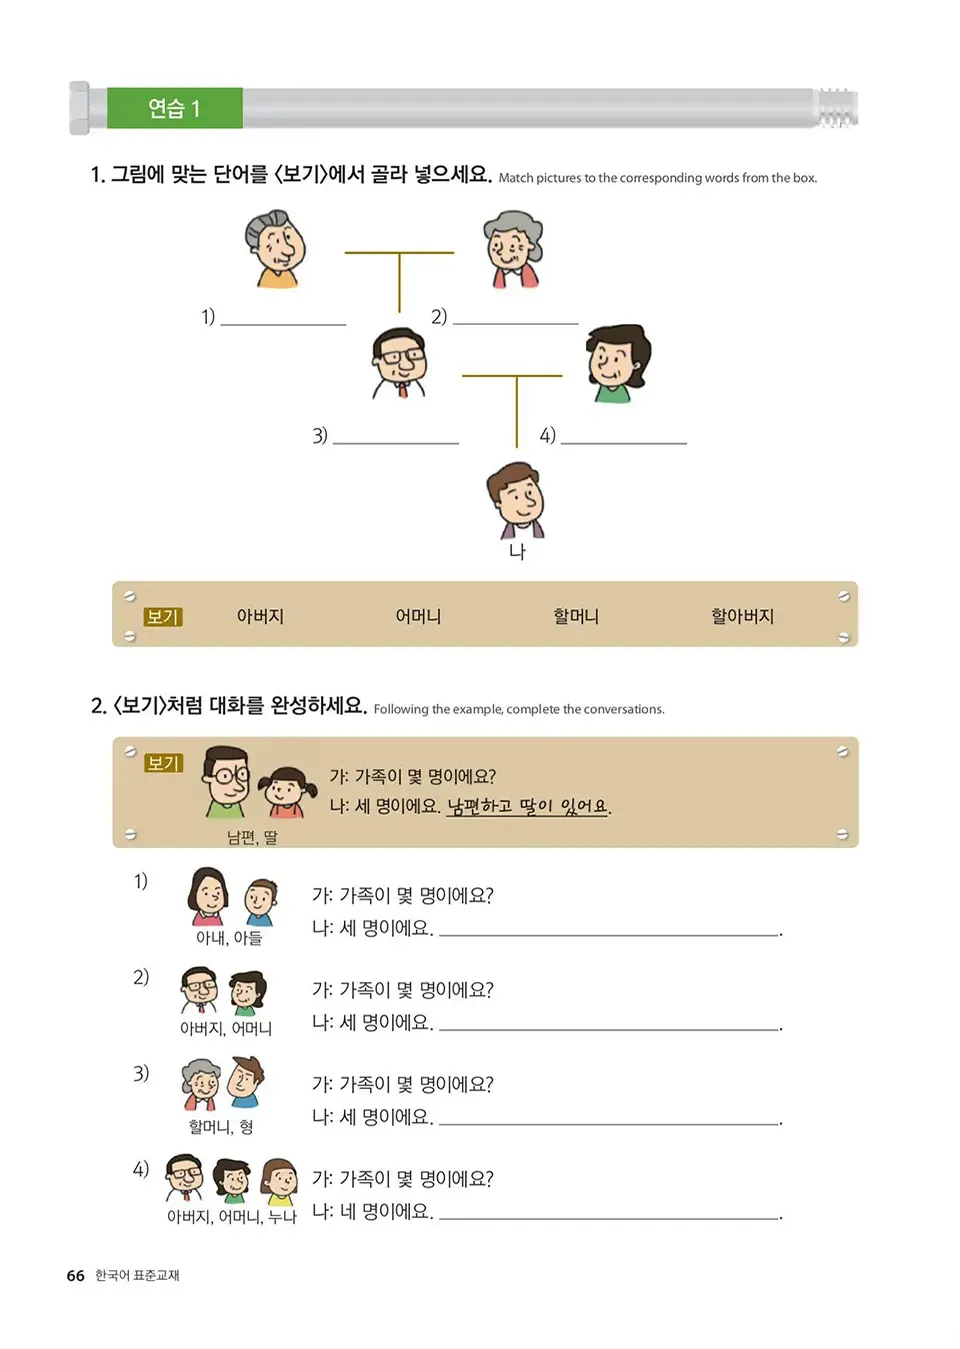 연습 1
1. 그림에 맞는 단어를 〈보기〉에서 골라 넣으세요. Match pictures to the corresponding words from the box.
1) ____________ 2) ____________
3) ____________ 4) ____________
나
보기 아버지 어머니 할머니 할아버지
2. 〈보기〉처럼 대화를 완성하세요. Following the example, complete the conversations.
보기
가: 가족이 몇 명이에요?
나: 세 명이에요. 남편하고 딸이 있어요.
남편, 딸
1)
가: 가족이 몇 명이에요?
나: 세 명이에요. ____________.
아내, 아들
2)
가: 가족이 몇 명이에요?
나: 세 명이에요. ____________.
아버지, 어머니
3)
가: 가족이 몇 명이에요?
나: 세 명이에요. ____________.
할머니, 형
4)
가: 가족이 몇 명이에요?
나: 네 명이에요. ____________.
아버지, 어머니, 누나
66 한국어 표준교재